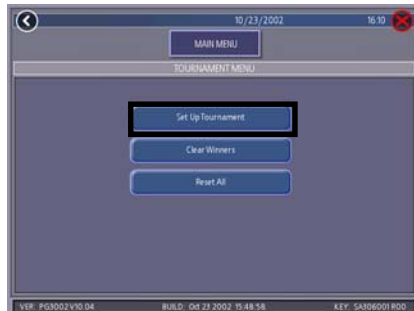 10/23/2002 16:10
MAIN MENU
TOURNAMENT MENU
Set Up Tournament
Clear Winners
Reset All
VER: PG3002 V10.04 BUILD: Oct 23 2002 15:48:58 KEY: SA306001 R00